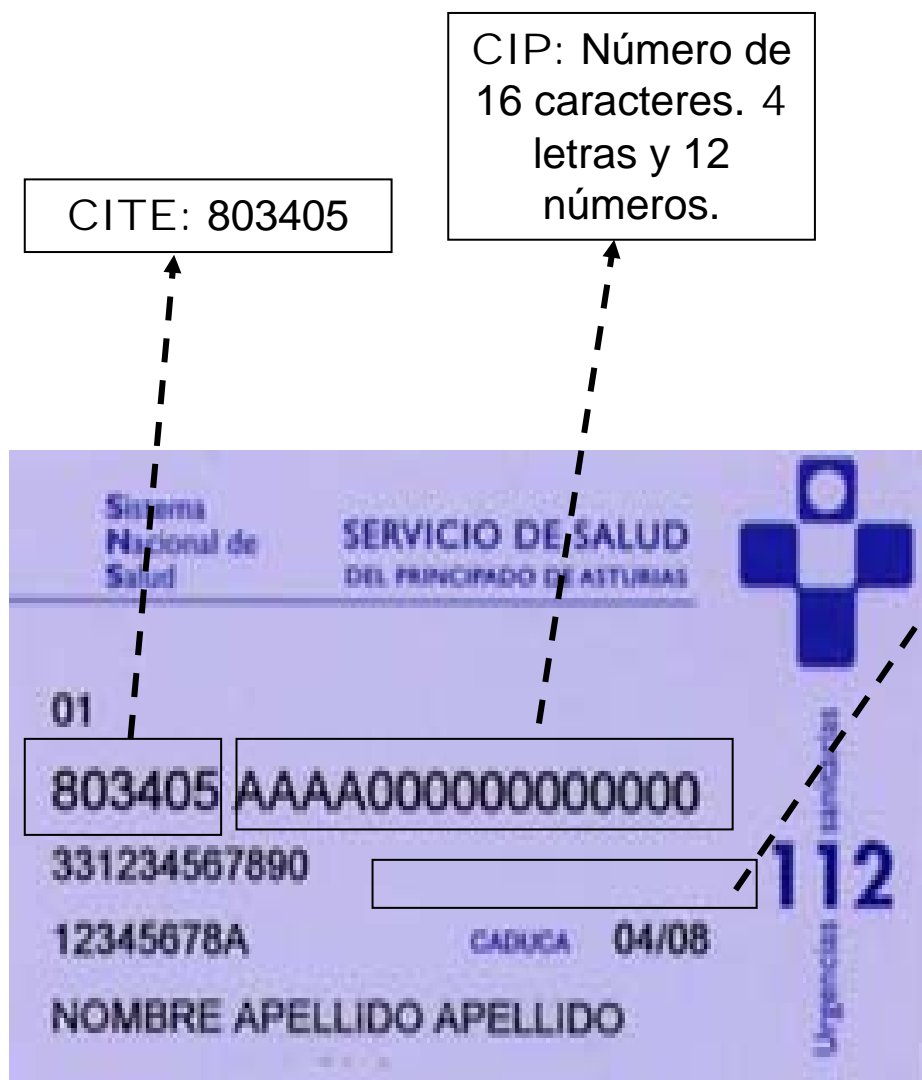 CIP: Número de
16 caracteres. 4
letras y 12
números.
CITE: 803405
Sistema
Nacional de
Salud
SERVICIO DE SALUD
DEL PRINCIPADO DE ASTURIAS
01
803405 AAAA000000000000
331234567890
12345678A
CADUCA 04/08
NOMBRE APELLIDO APELLIDO
Urgencias sanitarias
112